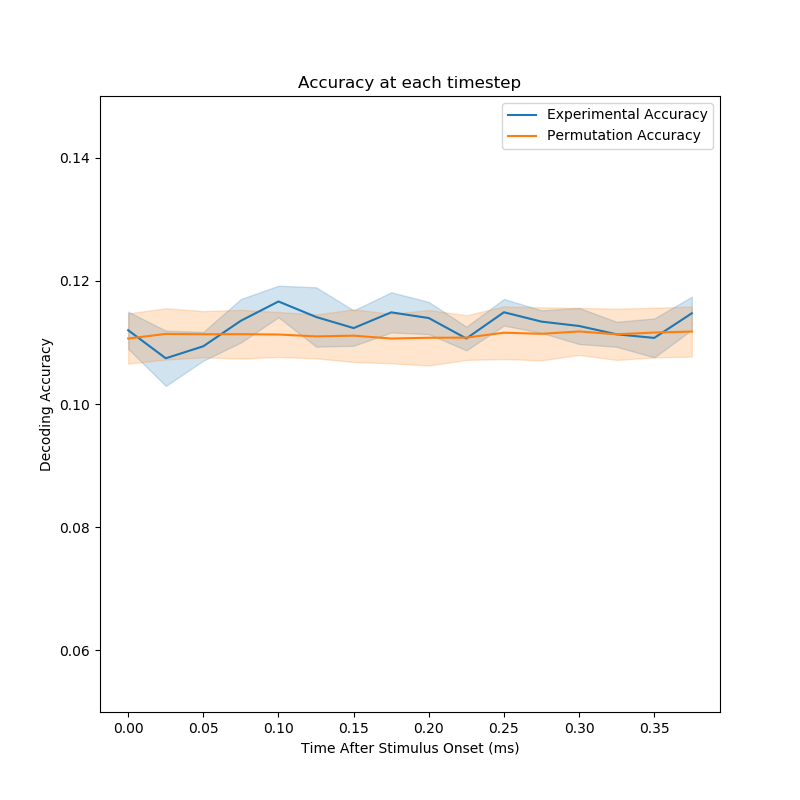 Accuracy at each timestep
Experimental Accuracy
Permutation Accuracy
0.14
0.12
0.10
0.08
0.06
Decoding Accuracy
0.00 0.05 0.10 0.15 0.20 0.25 0.30 0.35
Time After Stimulus Onset (ms)